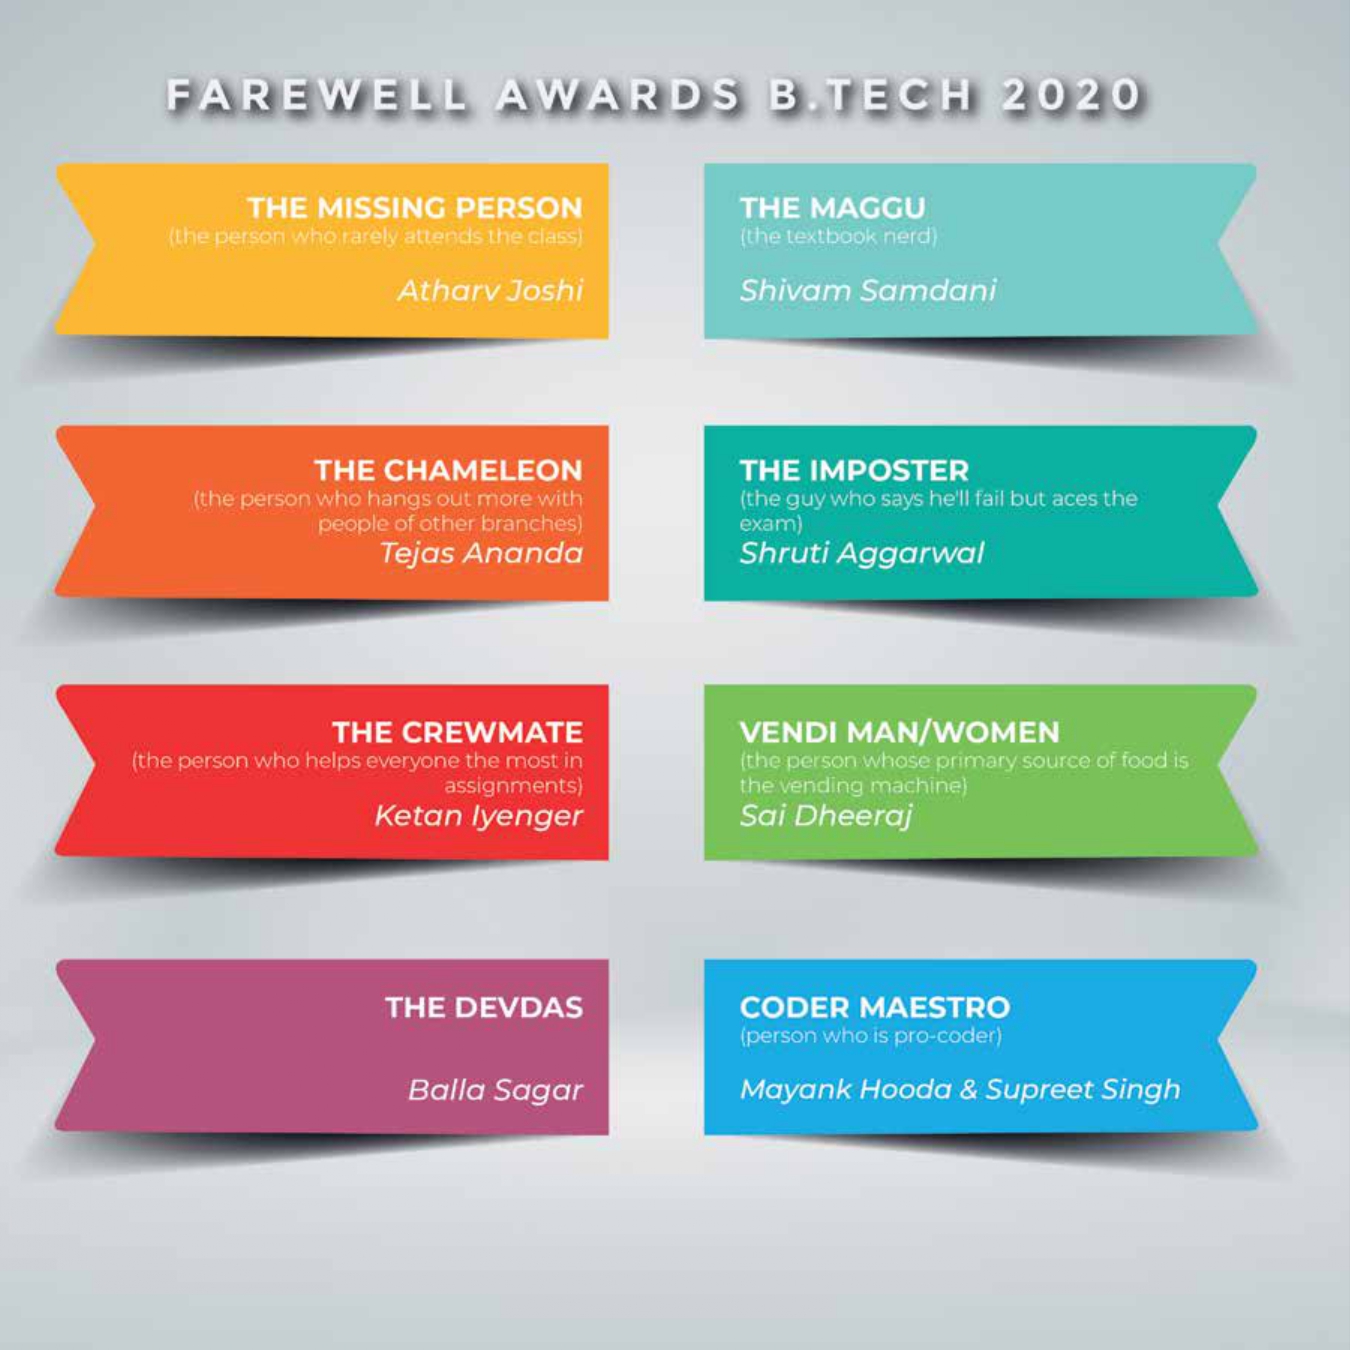 FAREWELL AWARDS B.TECH 2020
THE MISSING PERSON
(the person who rarely attends the class)
Atharv Joshi
THE MAGGU
(the textbook nerd)
Shivam Samdani
THE CHAMELEON
(the person who hangs out more with
people of other branches)
Tejas Ananda
THE IMPOSTER
(the guy who says he'll fail but aces the
exam)
Shruti Aggarwal
THE CREWMATE
(the person who helps everyone the most in
assignments)
Ketan Iyenger
VENDI MAN/WOMEN
(the person whose primary source of food is
the vending machine)
Sai Dheeraj
THE DEVDAS
Balla Sagar
CODER MAESTRO
(person who is pro-coder)
Mayank Hooda & Supreet Singh